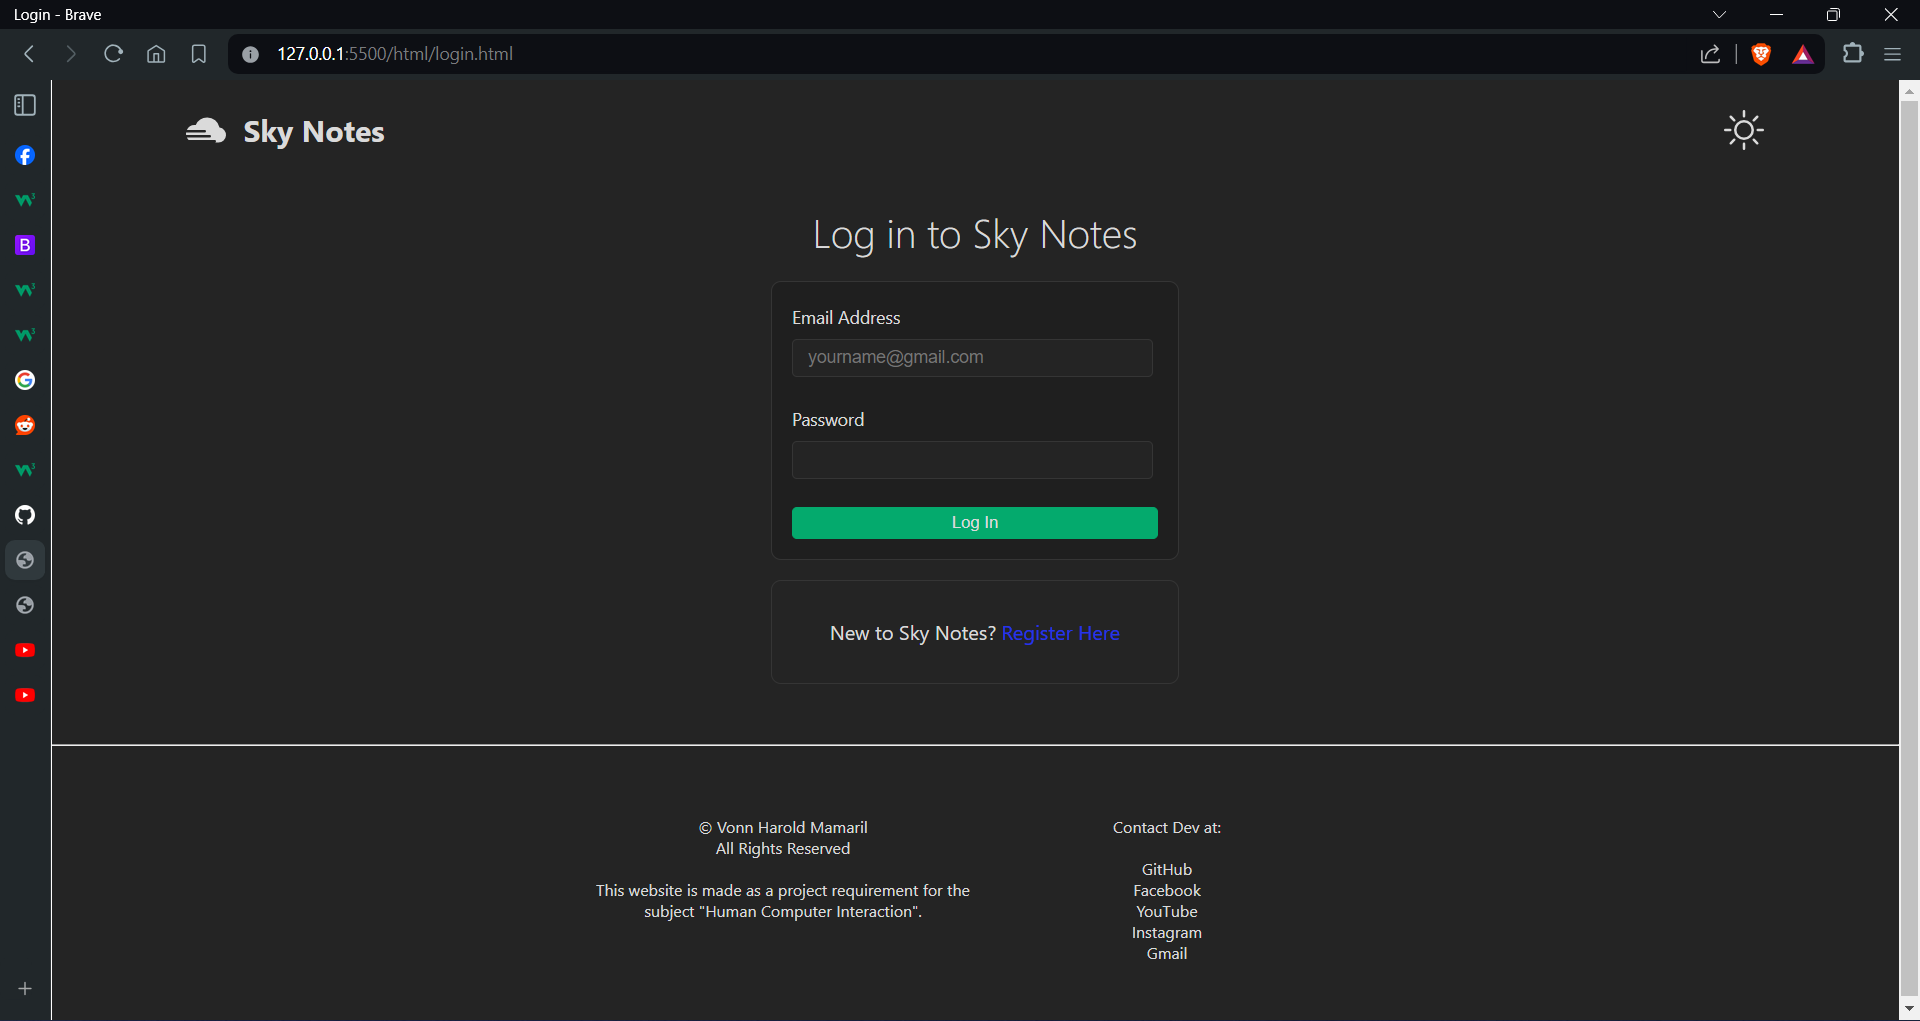 Login - Brave
127.0.0.1:5500/html/login.html
Sky Notes
Log in to Sky Notes
Email Address
yourname@gmail.com
Password
Log In
New to Sky Notes? Register Here
© Vonn Harold Mamaril
All Rights Reserved
This website is made as a project requirement for the
subject "Human Computer Interaction".
Contact Dev at:
GitHub
Facebook
YouTube
Instagram
Gmail